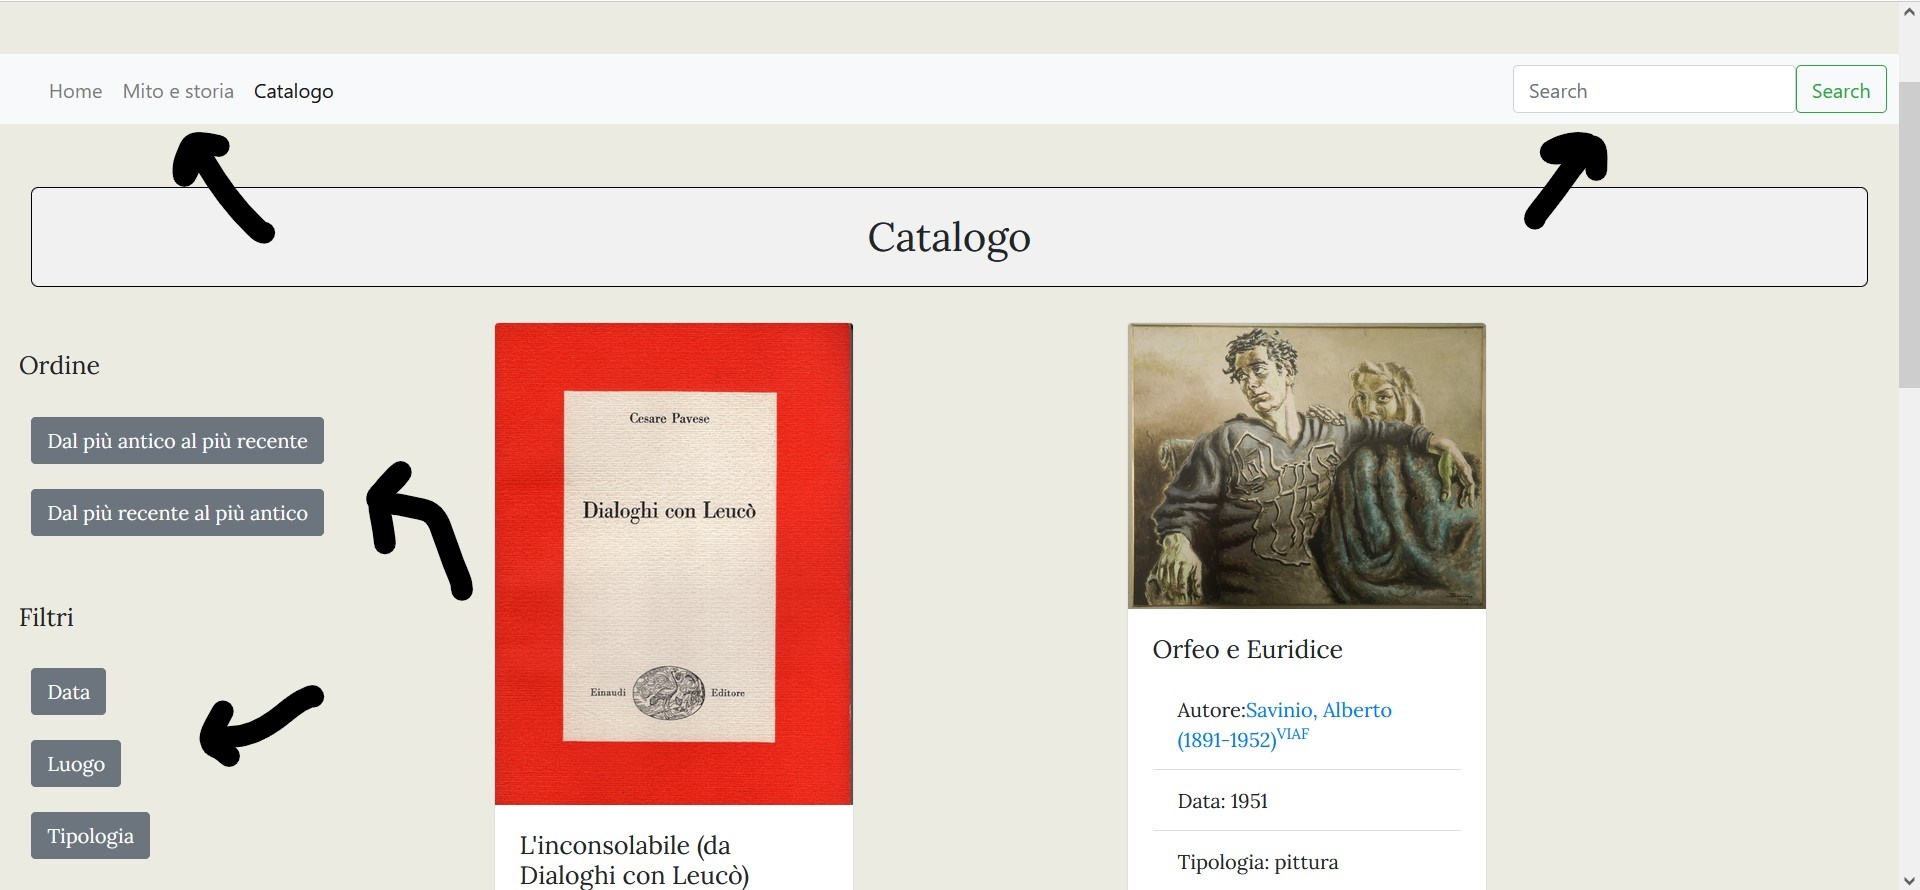 Home Mito e storia Catalogo Search Search
Catalogo
Ordine
Dal più antico al più recente
Dal più recente al più antico
Filtri
Data
Luogo
Tipologia
Cesare Pavese
Dialoghi con Leucò
Einaudi Editore
L'inconsolabile (da
Dialoghi con Leucò)
Orfeo e Euridice
Autore:Savinio, Alberto
(1891-1952)VIAF
Data: 1951
Tipologia: pittura